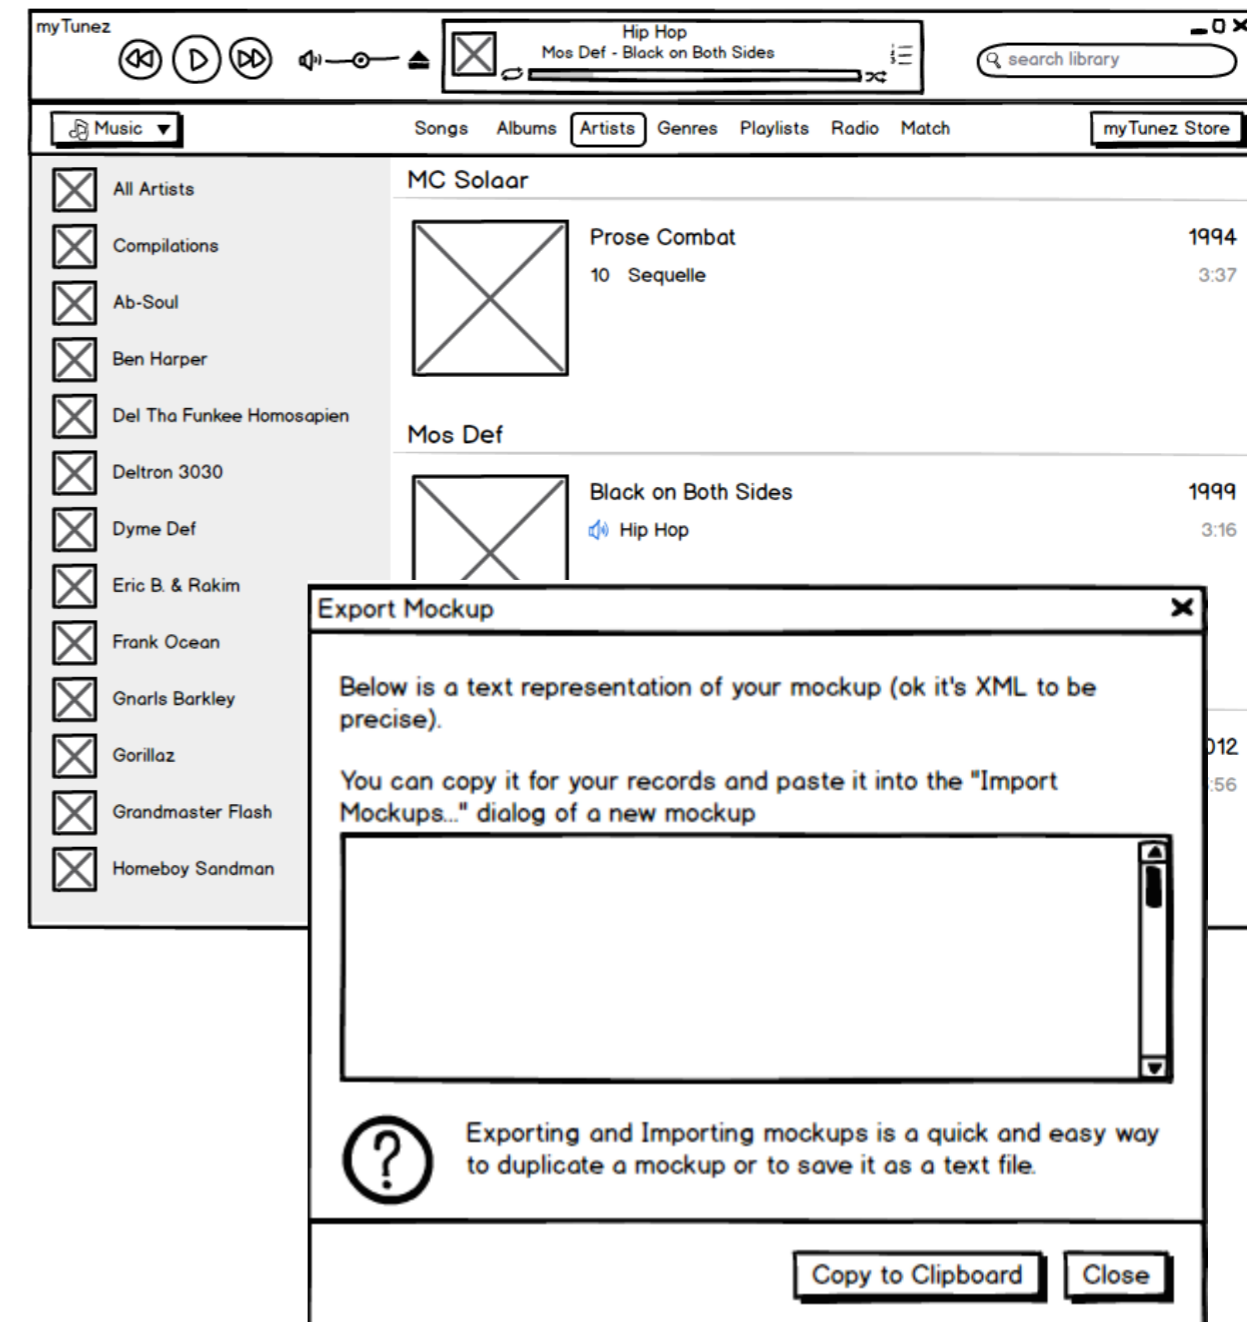 myTunez
Hip Hop
Mos Def - Black on Both Sides
search library
Music
Songs Albums Artists Genres Playlists Radio Match
myTunez Store
All Artists
Compilations
Ab-Soul
Ben Harper
Del Tha Funkee Homosapien
Deltron 3030
Dyme Def
Eric B. & Rakim
Frank Ocean
Gnarls Barkley
Gorillaz
Grandmaster Flash
Homeboy Sandman
MC Solaar
Prose Combat 1994
10 Sequelle 3:37
Mos Def
Black on Both Sides 1999
Hip Hop 3:16
Export Mockup
Below is a text representation of your mockup (ok it's XML to be
precise).
You can copy it for your records and paste it into the "Import
Mockups..." dialog of a new mockup
Exporting and Importing mockups is a quick and easy way
to duplicate a mockup or to save it as a text file.
Copy to Clipboard
Close